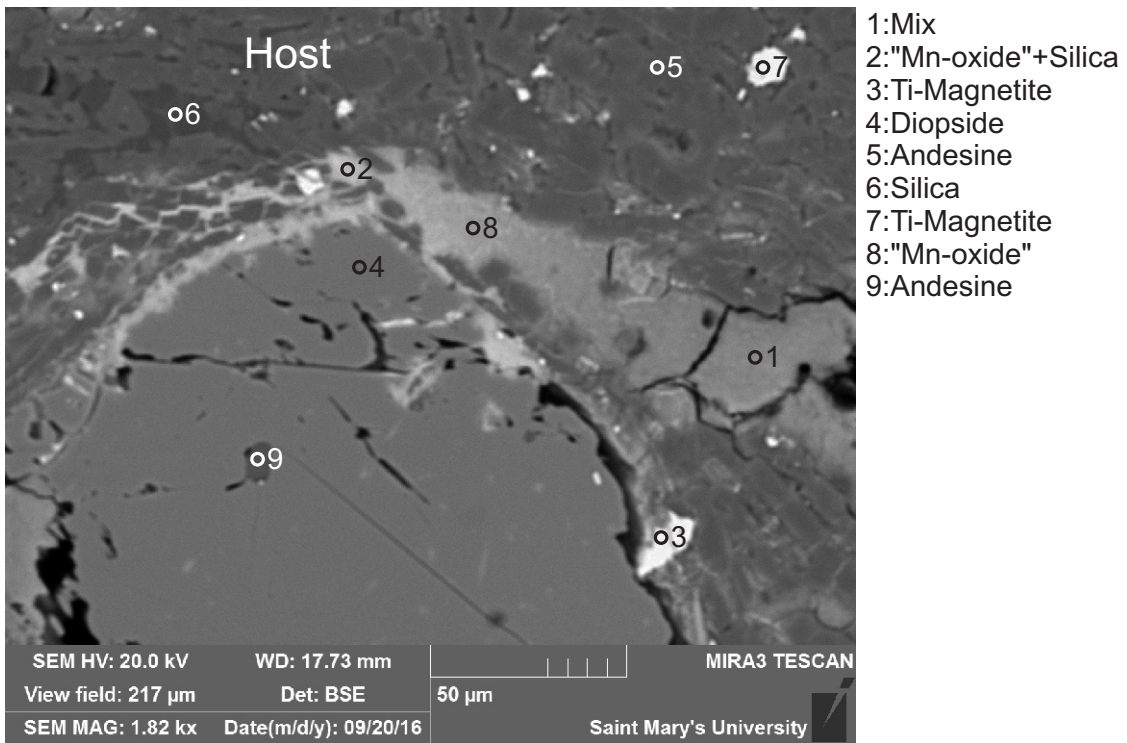 Host
5
7
6
2
8
4
1
9
3
1:Mix
2:"Mn-oxide"+Silica
3:Ti-Magnetite
4:Diopside
5:Andesine
6:Silica
7:Ti-Magnetite
8:"Mn-oxide"
9:Andesine
SEM HV: 20.0 kV WD: 17.73 mm MIRA3 TESCAN
View field: 217 µm Det: BSE 50 µm
SEM MAG: 1.82 kx Date(m/d/y): 09/20/16 Saint Mary's University